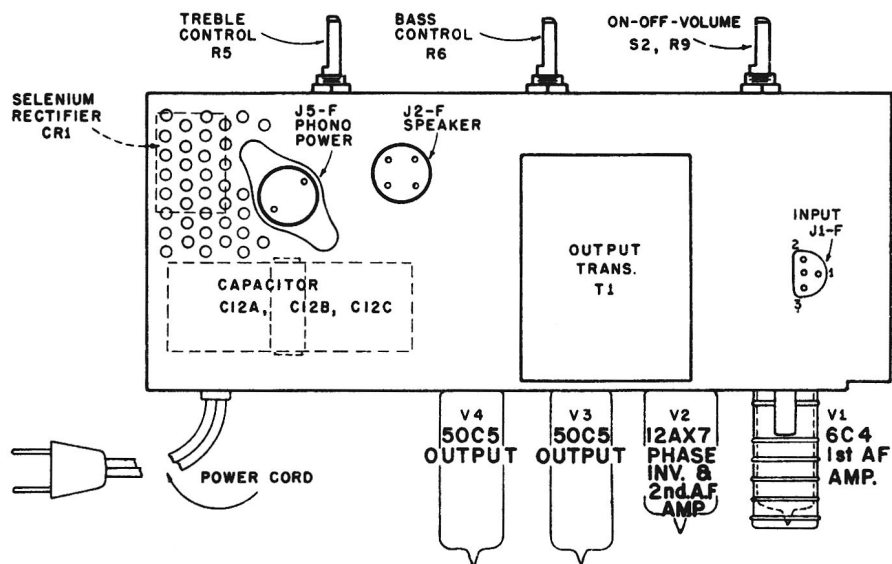 TREBLE
CONTROL
R5
BASS
CONTROL
R6
ON-OFF-VOLUME
S2, R9
SELENIUM
RECTIFIER
CR1
J5-F
PHONO
POWER
J2-F
SPEAKER
INPUT
J1-F
2
1
3
OUTPUT
TRANS.
T1
CAPACITOR
C12A, C12B, C12C
POWER CORD
V4
50C5
OUTPUT
V3
50C5
OUTPUT
V2
12AX7
PHASE
INV. &
2nd.A.F
AMP
V1
6C4
1st AF
AMP.